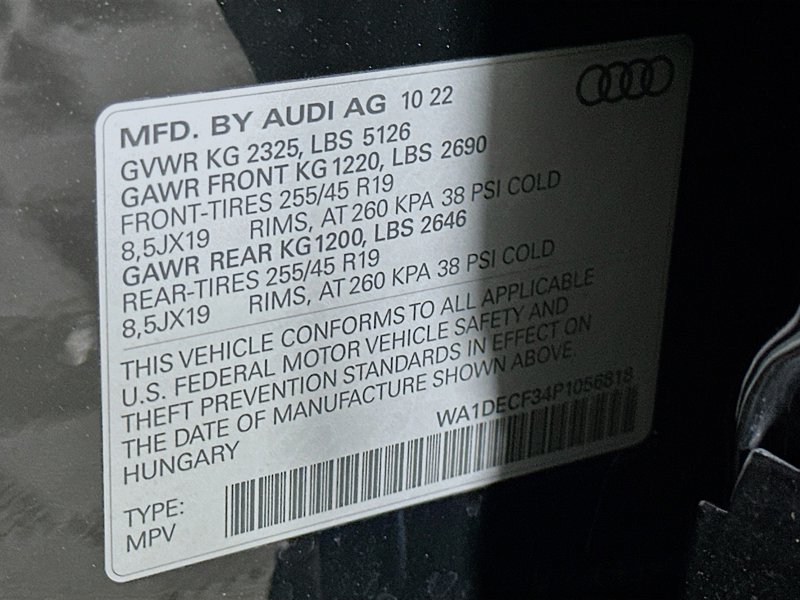 MFD. BY AUDI AG 10 22
GVWR KG 2325, LBS 5126
GAWR FRONT KG 1220, LBS 2690
FRONT-TIRES 255/45 R19
8,5JX19 RIMS, AT 260 KPA 38 PSI COLD
GAWR REAR KG 1200, LBS 2646
REAR-TIRES 255/45 R19
8,5JX19 RIMS, AT 260 KPA 38 PSI COLD
THIS VEHICLE CONFORMS TO ALL APPLICABLE
U.S. FEDERAL MOTOR VEHICLE SAFETY AND
THEFT PREVENTION STANDARDS IN EFFECT ON
THE DATE OF MANUFACTURE SHOWN ABOVE.
HUNGARY WA1DECF34P1056818
TYPE:
MPV